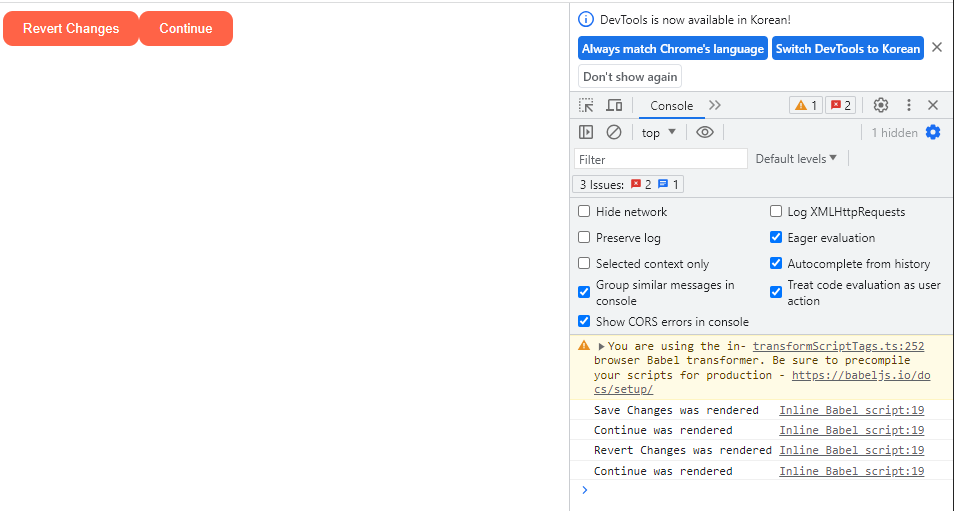 Revert Changes
Continue
DevTools is now available in Korean!
Always match Chrome's language
Switch DevTools to Korean
Don't show again
Console
1
2
top
1 hidden
Filter
Default levels
3 Issues:
2
1
Hide network
Log XMLHttpRequests
Preserve log
Eager evaluation
Selected context only
Autocomplete from history
Group similar messages in
console
Treat code evaluation as user
action
Show CORS errors in console
You are using the in- transformScriptTags.ts:252
browser Babel transformer. Be sure to precompile
your scripts for production - https://babeljs.io/do
cs/setup/
Save Changes was rendered Inline Babel script:19
Continue was rendered Inline Babel script:19
Revert Changes was rendered Inline Babel script:19
Continue was rendered Inline Babel script:19